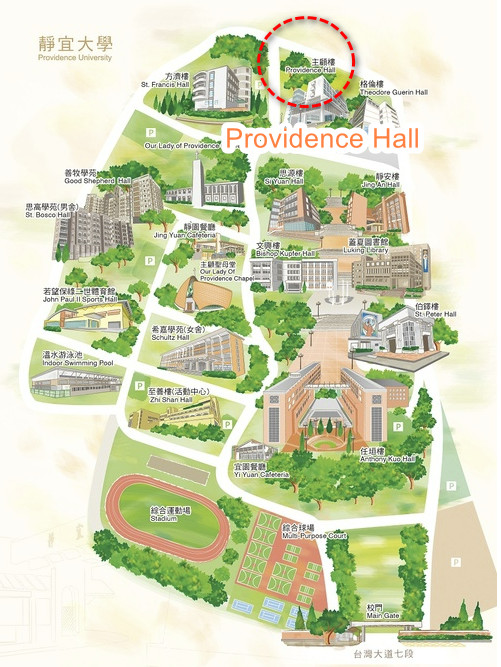 靜宜大學
Providence University
主顧樓
Providence Hall
方濟樓
St. Francis Hall
格倫樓
Theodore Guerin Hall
Providence Hall
P
Our Lady of Providence
思源樓
Si Yuan Hall
靜安樓
Jing An Hall
善牧學苑
Good Shepherd Hall
思高學苑(男舍)
St. Bosco Hall
靜園餐廳
Jing Yuan Cafeteria
文興樓
Bishop Kupfer Hall
蓋夏圖書館
Luking Library
主顧聖母堂
Our Lady Of
Providence Chapel
若望保祿二世體育館
John Paul II Sports Hall
伯鐸樓
St. Peter Hall
希嘉學苑(女舍)
Schultz Hall
溫水游泳池
Indoor Swimming Pool
P
至善樓(活動中心)
Zhi Shan Hall
P
任垣樓
Anthony Kuo Hall
宜園餐廳
Yi Yuan Cafeteria
P
綜合運動場
Stadium
綜合球場
Multi-Purpose Court
P
校門
Main Gate
台灣大道七段